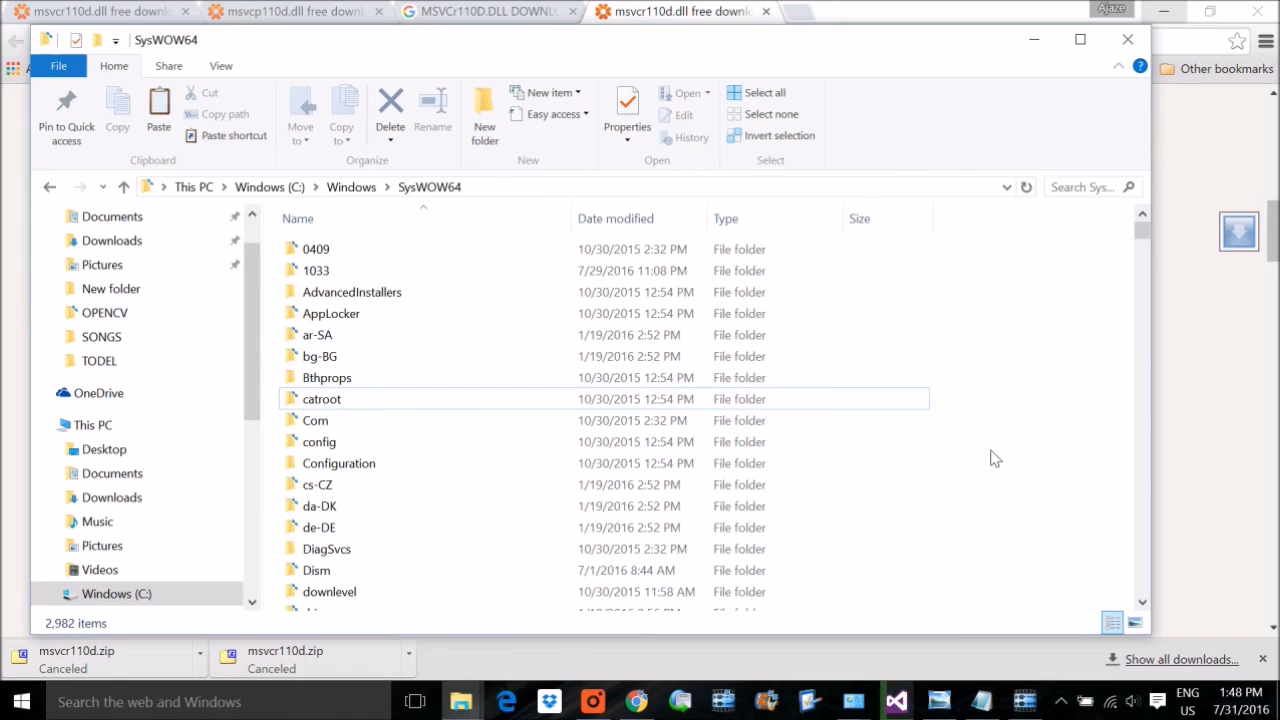 msvcr110d.dll free downl
msvcp110d.dll free downl
MSVCr110D.DLL DOWNLO
msvcr110d.dll free downl
Ajaze
SysWOW64
File
Home
Share
View
Other bookmarks
Pin to Quick
access
Copy
Paste
Cut
Copy path
Paste shortcut
Clipboard
Move
to
Copy
to
Delete
Rename
Organize
New
folder
New item
Easy access
New
Properties
Open
Edit
History
Open
Select all
Select none
Invert selection
Select
This PC
Windows (C:)
Windows
SysWOW64
Search Sys...
Documents
Downloads
Pictures
New folder
OPENCV
SONGS
TODEL
OneDrive
This PC
Desktop
Documents
Downloads
Music
Pictures
Videos
Windows (C:)
Name Date modified Type Size
0409 10/30/2015 2:32 PM File folder
1033 7/29/2016 11:08 PM File folder
AdvancedInstallers 10/30/2015 12:54 PM File folder
AppLocker 10/30/2015 12:54 PM File folder
ar-SA 1/19/2016 2:52 PM File folder
bg-BG 1/19/2016 2:52 PM File folder
Bthprops 10/30/2015 12:54 PM File folder
catroot 10/30/2015 12:54 PM File folder
Com 10/30/2015 2:32 PM File folder
config 10/30/2015 12:54 PM File folder
Configuration 10/30/2015 12:54 PM File folder
cs-CZ 1/19/2016 2:52 PM File folder
da-DK 1/19/2016 2:52 PM File folder
de-DE 1/19/2016 2:52 PM File folder
DiagSvcs 10/30/2015 2:32 PM File folder
Dism 7/1/2016 8:44 AM File folder
downlevel 10/30/2015 11:58 AM File folder
2,982 items
msvcr110d.zip
Canceled
msvcr110d.zip
Canceled
Show all downloads...
Search the web and Windows
ENG
US
1:48 PM
7/31/2016